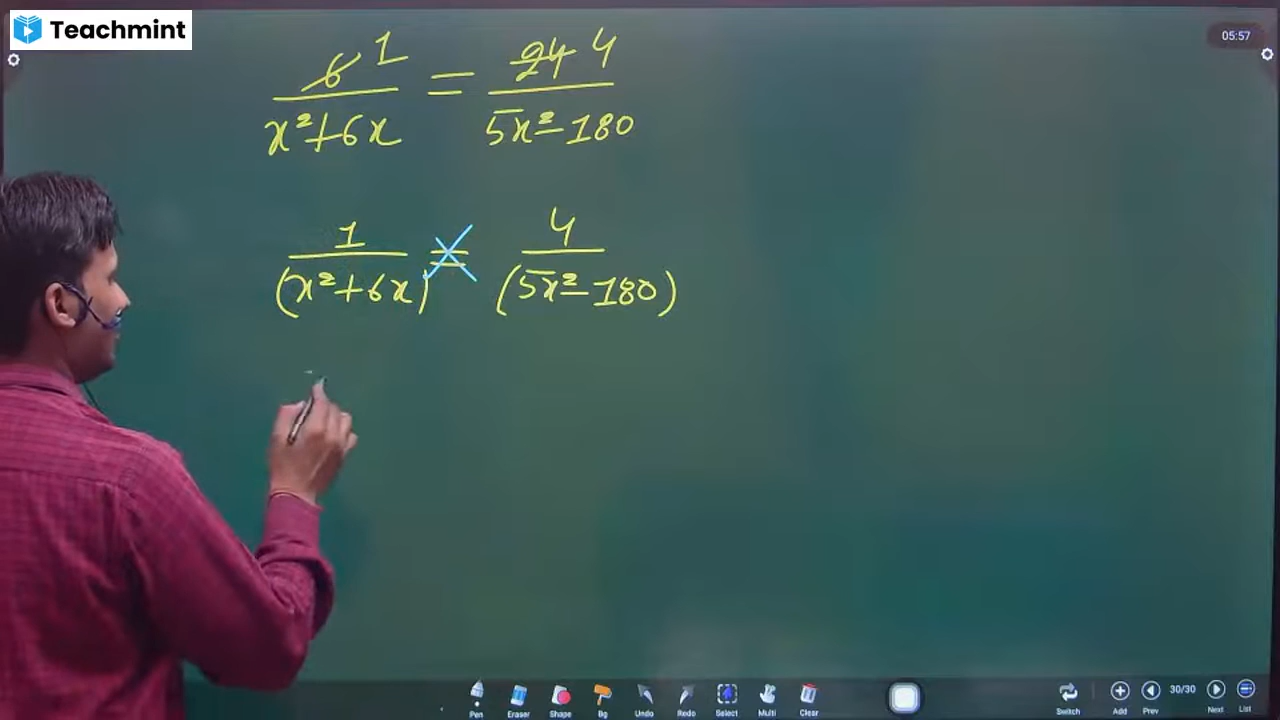 Teachmint
05:57
6 1 / x²+6x = 24 4 / 5x²-180
1 / (x²+6x) = 4 / (5x²-180)
Pen Eraser Shape Bg Undo Redo Select Multi Clear Switch Add Prev 30/30 Next List